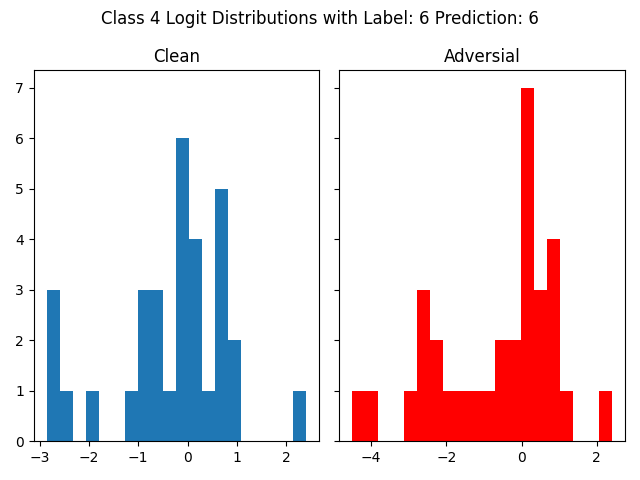 Class 4 Logit Distributions with Label: 6 Prediction: 6
Clean
Adversial
7
6
5
4
3
2
1
0
−3 −2 −1 0 1 2
−4 −2 0 2